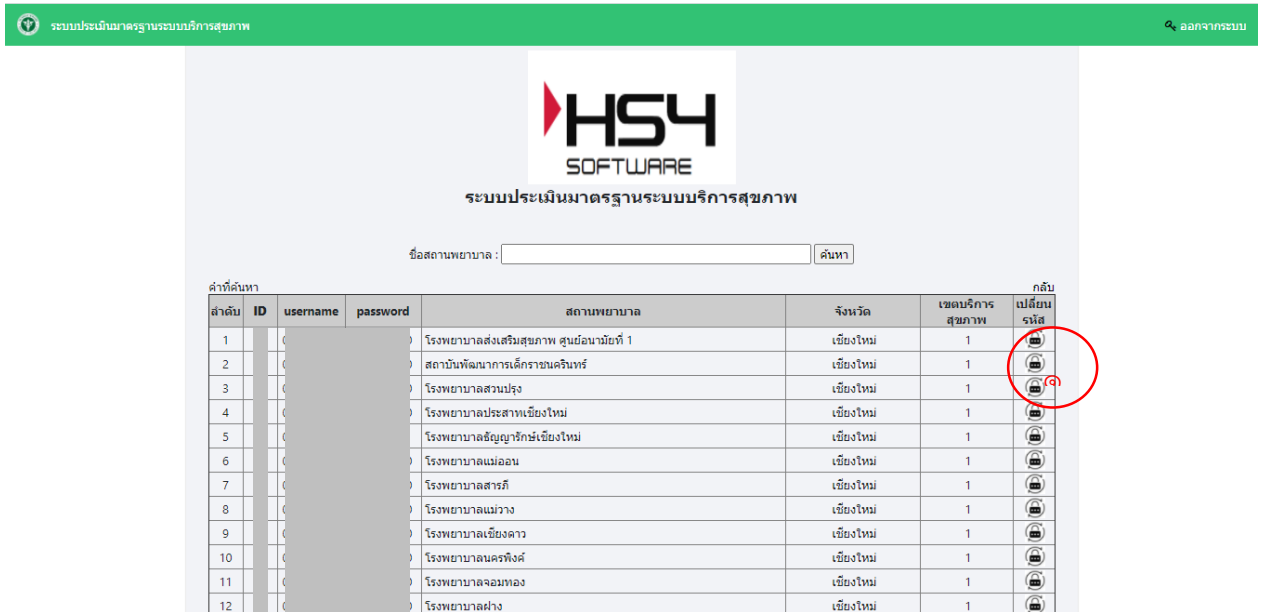 ระบบประเมินมาตรฐานระบบบริการสุขภาพ ออกจากระบบ
HS4
SOFTWARE
ระบบประเมินมาตรฐานระบบบริการสุขภาพ
ชื่อสถานพยาบาล : ค้นหา
คำที่ค้นหา กลับ
ลำดับ ID username password สถานพยาบาล จังหวัด เขตบริการสุขภาพ เปลี่ยนรหัส
1 โรงพยาบาลส่งเสริมสุขภาพ ศูนย์อนามัยที่ 1 เชียงใหม่ 1
2 สถาบันพัฒนาการเด็กราชนครินทร์ เชียงใหม่ 1
3 โรงพยาบาลสวนปรุง เชียงใหม่ 1 ๑
4 โรงพยาบาลประสาทเชียงใหม่ เชียงใหม่ 1
5 โรงพยาบาลธัญญารักษ์เชียงใหม่ เชียงใหม่ 1
6 โรงพยาบาลแม่ออน เชียงใหม่ 1
7 โรงพยาบาลสารภี เชียงใหม่ 1
8 โรงพยาบาลแม่วาง เชียงใหม่ 1
9 โรงพยาบาลเชียงดาว เชียงใหม่ 1
10 โรงพยาบาลนครพิงค์ เชียงใหม่ 1
11 โรงพยาบาลจอมทอง เชียงใหม่ 1
12 โรงพยาบาลฝาง เชียงใหม่ 1